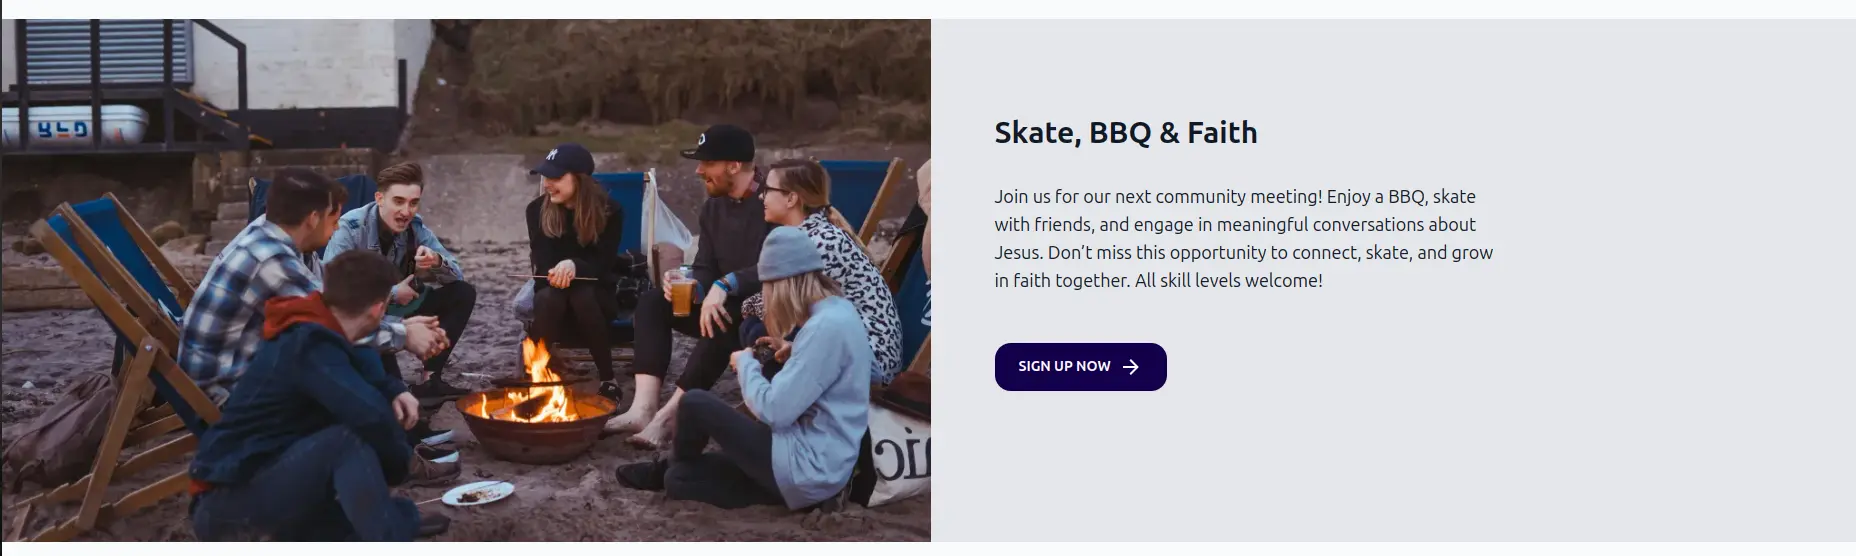 Skate, BBQ & Faith
Join us for our next community meeting! Enjoy a BBQ, skate
with friends, and engage in meaningful conversations about
Jesus. Don’t miss this opportunity to connect, skate, and grow
in faith together. All skill levels welcome!
SIGN UP NOW